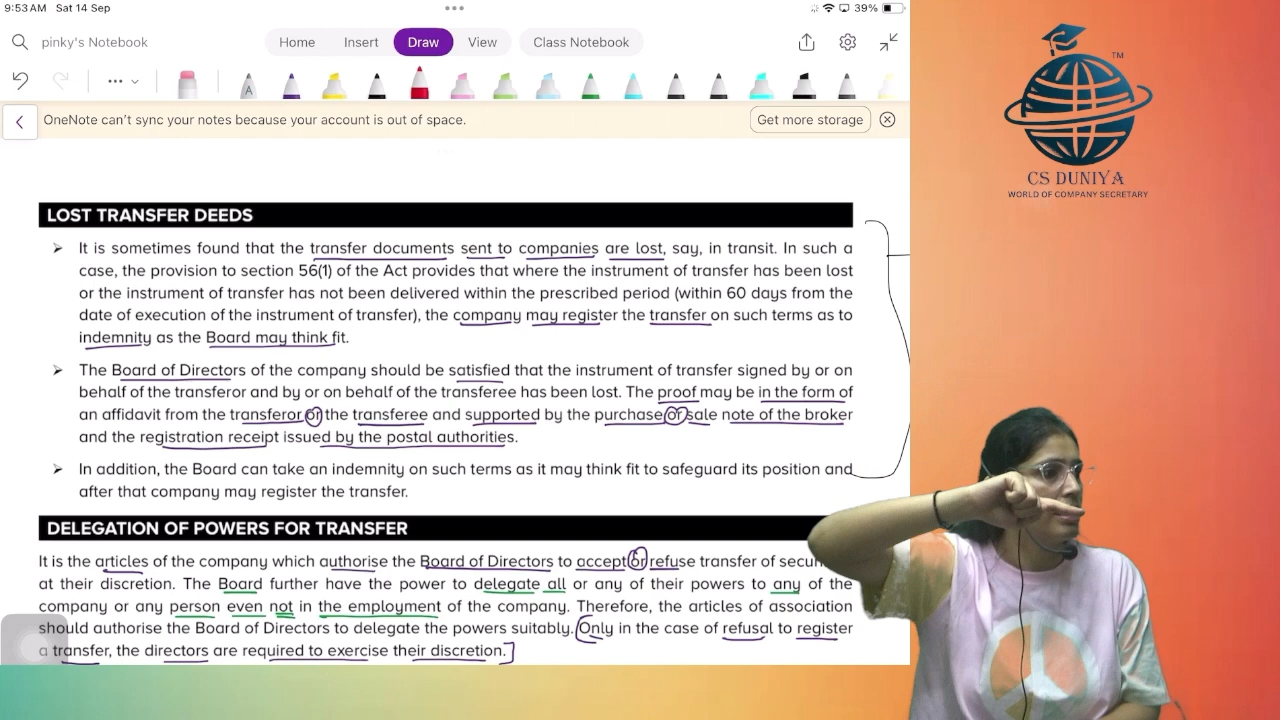 9:53 AM Sat 14 Sep
39%
pinky's Notebook
Home Insert Draw View Class Notebook
A
OneNote can't sync your notes because your account is out of space.
Get more storage
LOST TRANSFER DEEDS
It is sometimes found that the transfer documents sent to companies are lost, say, in transit. In such a
case, the provision to section 56(1) of the Act provides that where the instrument of transfer has been lost
or the instrument of transfer has not been delivered within the prescribed period (within 60 days from the
date of execution of the instrument of transfer), the company may register the transfer on such terms as to
indemnity as the Board may think fit.
The Board of Directors of the company should be satisfied that the instrument of transfer signed by or on
behalf of the transferor and by or on behalf of the transferee has been lost. The proof may be in the form of
an affidavit from the transferor or the transferee and supported by the purchase or sale note of the broker
and the registration receipt issued by the postal authorities.
In addition, the Board can take an indemnity on such terms as it may think fit to safeguard its position and
after that company may register the transfer.
DELEGATION OF POWERS FOR TRANSFER
It is the articles of the company which authorise the Board of Directors to accept or refuse transfer of
at their discretion. The Board further have the power to delegate all or any of their powers to any of the
company or any person even not in the employment of the company. Therefore, the articles of association
should authorise the Board of Directors to delegate the powers suitably. Only in the case of refusal to register
a transfer, the directors are required to exercise their discretion.
TM
CS DUNIYA
WORLD OF COMPANY SECRETARY